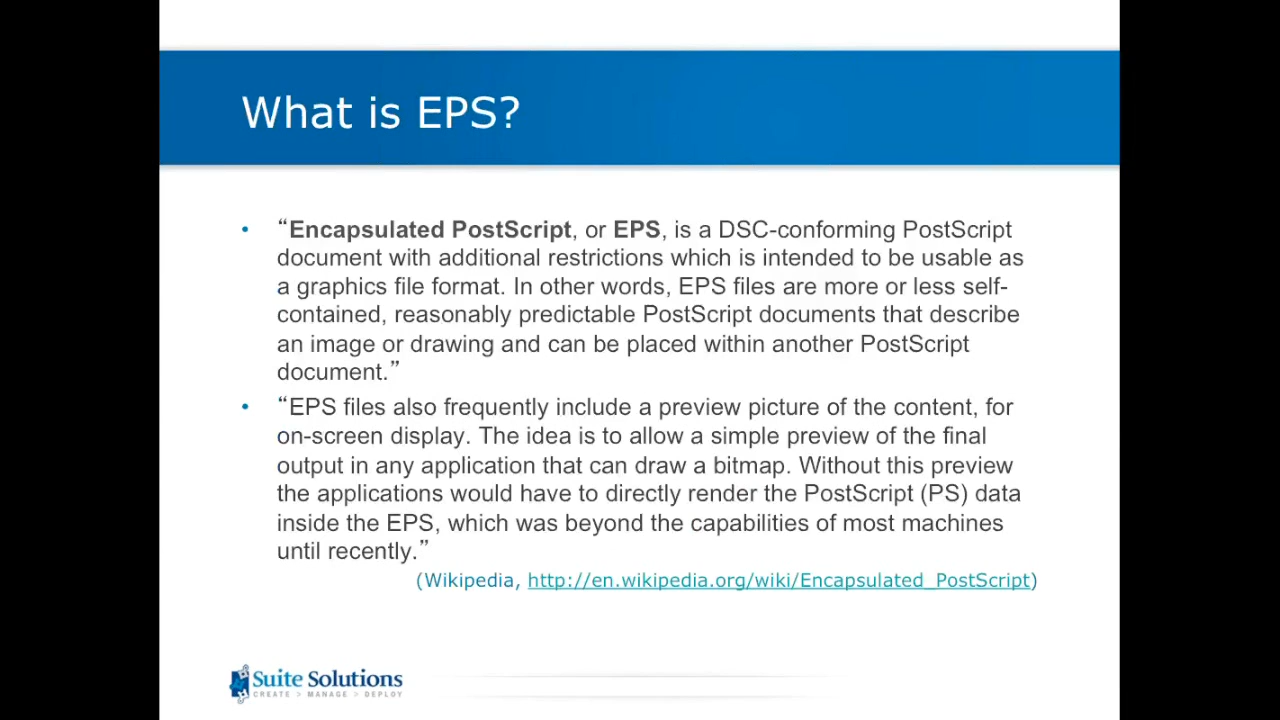 What is EPS?
• “Encapsulated PostScript, or EPS, is a DSC-conforming PostScript
document with additional restrictions which is intended to be usable as
a graphics file format. In other words, EPS files are more or less self-
contained, reasonably predictable PostScript documents that describe
an image or drawing and can be placed within another PostScript
document.”
• “EPS files also frequently include a preview picture of the content, for
on-screen display. The idea is to allow a simple preview of the final
output in any application that can draw a bitmap. Without this preview
the applications would have to directly render the PostScript (PS) data
inside the EPS, which was beyond the capabilities of most machines
until recently.”
(Wikipedia, http://en.wikipedia.org/wiki/Encapsulated_PostScript)
Suite Solutions
CREATE > MANAGE > DEPLOY